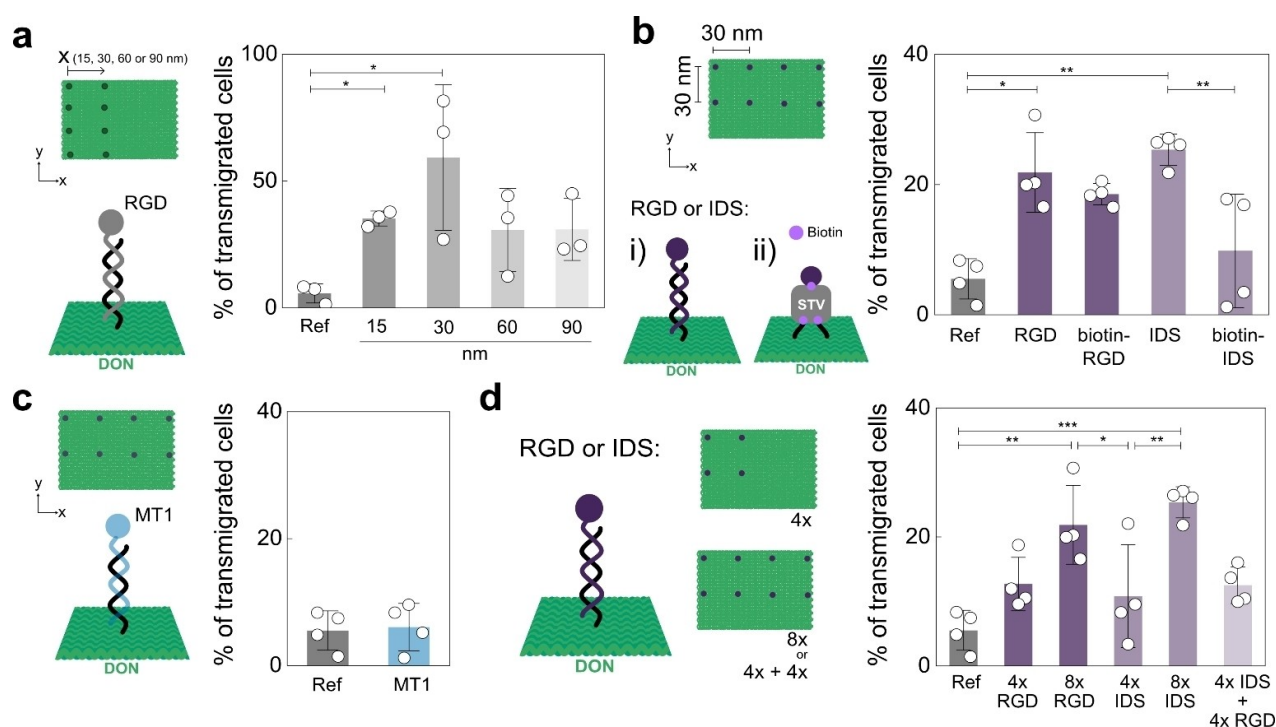 a
X (15, 30, 60 or 90 nm)
y
x
RGD
DON
% of transmigrated cells
100
50
0
*
*
Ref
15
30
60
90
nm
b
30 nm
30 nm
y
x
RGD or IDS:
i)
ii)
Biotin
STV
DON
DON
% of transmigrated cells
40
20
0
**
*
**
Ref
RGD
biotin-
RGD
IDS
biotin-
IDS
c
y
x
MT1
DON
% of transmigrated cells
40
20
0
Ref
MT1
d
RGD or IDS:
DON
4x
8x
or
4x + 4x
% of transmigrated cells
40
20
0
***
**
*
**
Ref
4x
RGD
8x
RGD
4x
IDS
8x
IDS
4x IDS
+
4x RGD